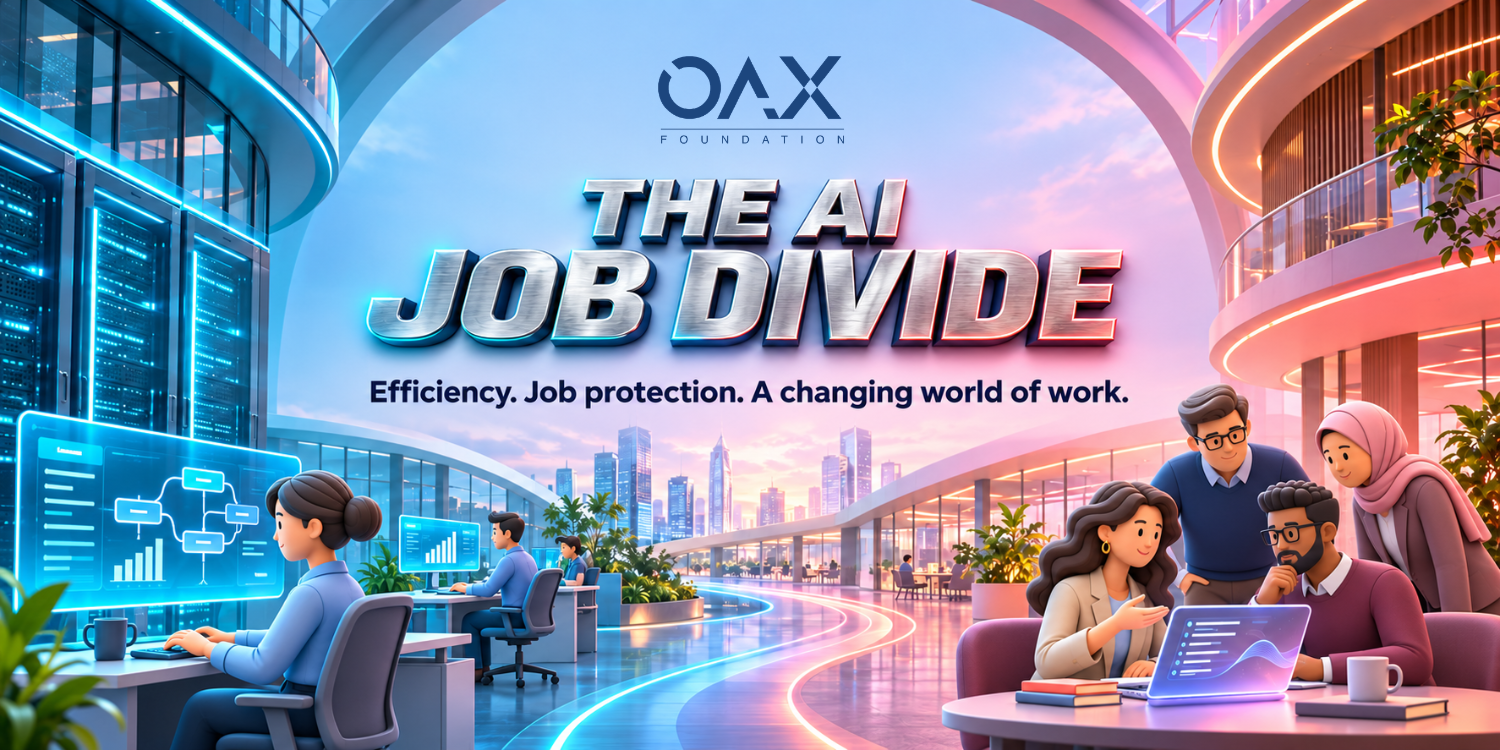 OAX
FOUNDATION
THE AI
JOB DIVIDE
Efficiency. Job protection. A changing world of work.